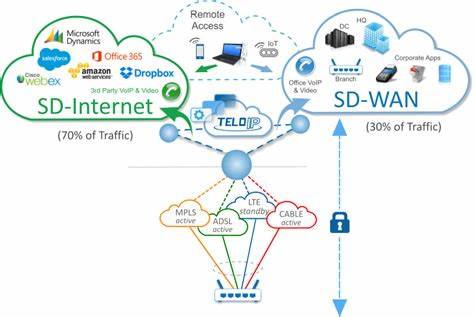 Remote
Access
Microsoft
Dynamics
salesforce
Office 365
Cisco
webex
amazon
webservices
Dropbox
3rd Party VoIP & Video
SD-Internet
(70% of Traffic)
IoT
TELOIP
DC
HQ
Corporate Apps
Office VoIP
& Video
Branch
SD-WAN
(30% of Traffic)
MPLS
active
ADSL
active
LTE
standby
CABLE
active